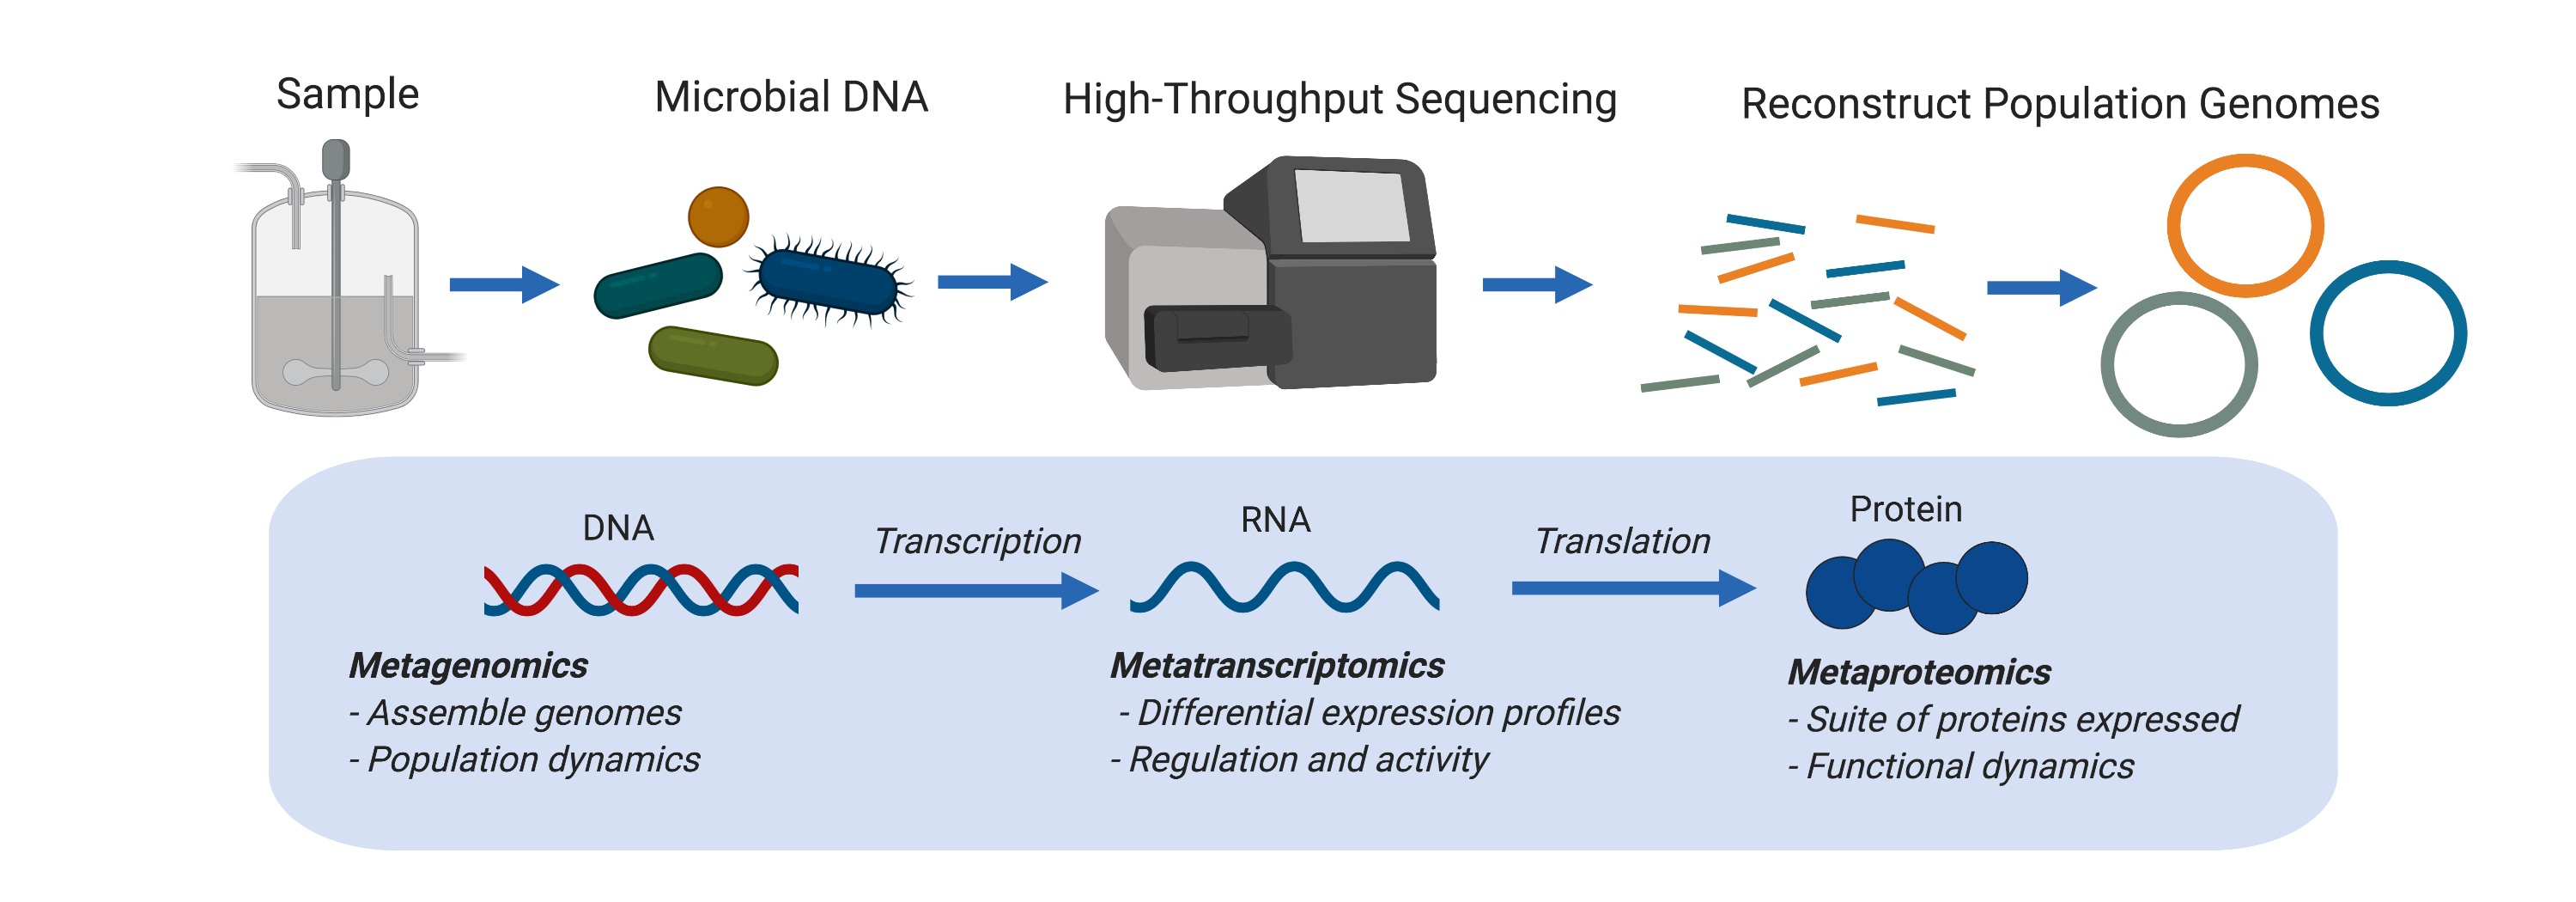 Sample
Microbial DNA
High-Throughput Sequencing
Reconstruct Population Genomes
DNA
Transcription
RNA
Translation
Protein
Metagenomics
- Assemble genomes
- Population dynamics
Metatranscriptomics
- Differential expression profiles
- Regulation and activity
Metaproteomics
- Suite of proteins expressed
- Functional dynamics